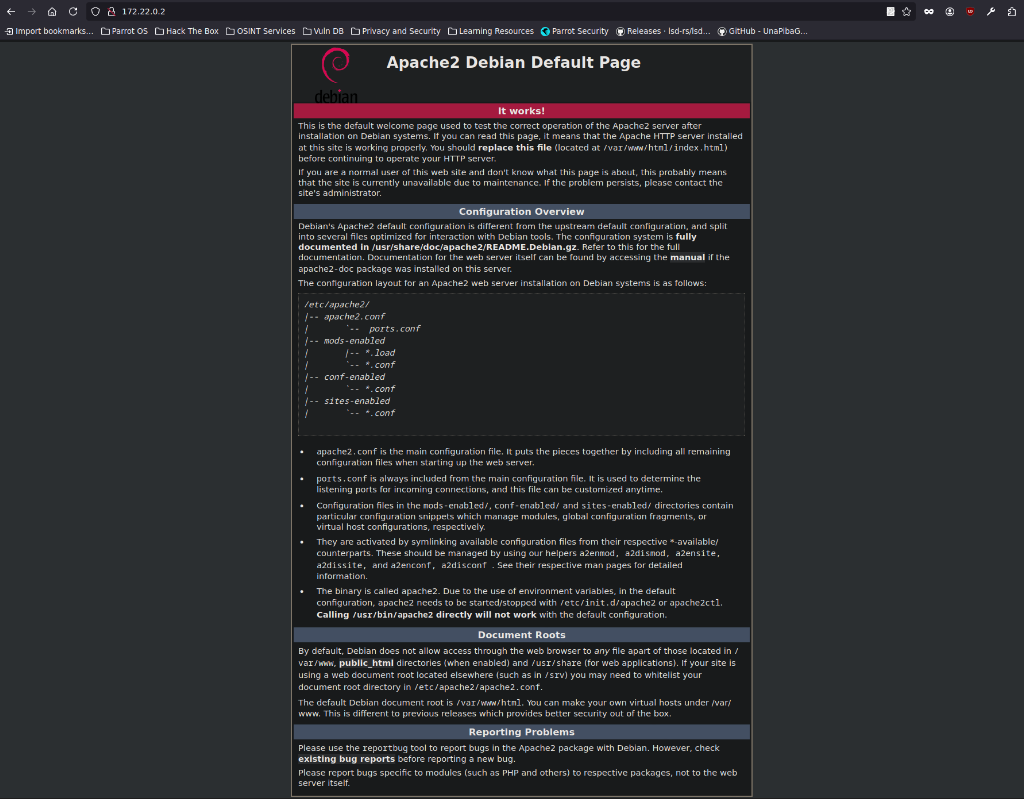 172.22.0.2
Import bookmarks... Parrot OS Hack The Box OSINT Services Vuln DB Privacy and Security Learning Resources Parrot Security Releases · lsd-rs/lsd... GitHub - UnaPibaG...
debian
Apache2 Debian Default Page
It works!
This is the default welcome page used to test the correct operation of the Apache2 server after
installation on Debian systems. If you can read this page, it means that the Apache HTTP server installed
at this site is working properly. You should replace this file (located at /var/www/html/index.html)
before continuing to operate your HTTP server.
If you are a normal user of this web site and don't know what this page is about, this probably means
that the site is currently unavailable due to maintenance. If the problem persists, please contact the
site's administrator.
Configuration Overview
Debian's Apache2 default configuration is different from the upstream default configuration, and split
into several files optimized for interaction with Debian tools. The configuration system is fully
documented in /usr/share/doc/apache2/README.Debian.gz. Refer to this for the full
documentation. Documentation for the web server itself can be found by accessing the manual if the
apache2-doc package was installed on this server.
The configuration layout for an Apache2 web server installation on Debian systems is as follows:
/etc/apache2/
|-- apache2.conf
|       `--  ports.conf
|-- mods-enabled
|       |-- *.load
|       `-- *.conf
|-- conf-enabled
|       `-- *.conf
|-- sites-enabled
|       `-- *.conf
• apache2.conf is the main configuration file. It puts the pieces together by including all remaining
configuration files when starting up the web server.
• ports.conf is always included from the main configuration file. It is used to determine the
listening ports for incoming connections, and this file can be customized anytime.
• Configuration files in the mods-enabled/, conf-enabled/ and sites-enabled/ directories contain
particular configuration snippets which manage modules, global configuration fragments, or
virtual host configurations, respectively.
• They are activated by symlinking available configuration files from their respective *-available/
counterparts. These should be managed by using our helpers a2enmod, a2dismod, a2ensite,
a2dissite, and a2enconf, a2disconf . See their respective man pages for detailed
information.
• The binary is called apache2. Due to the use of environment variables, in the default
configuration, apache2 needs to be started/stopped with /etc/init.d/apache2 or apache2ctl.
Calling /usr/bin/apache2 directly will not work with the default configuration.
Document Roots
By default, Debian does not allow access through the web browser to any file apart of those located in /
var/www, public_html directories (when enabled) and /usr/share (for web applications). If your site is
using a web document root located elsewhere (such as in /srv) you may need to whitelist your
document root directory in /etc/apache2/apache2.conf.
The default Debian document root is /var/www/html. You can make your own virtual hosts under /var/
www. This is different to previous releases which provides better security out of the box.
Reporting Problems
Please use the reportbug tool to report bugs in the Apache2 package with Debian. However, check
existing bug reports before reporting a new bug.
Please report bugs specific to modules (such as PHP and others) to respective packages, not to the web
server itself.